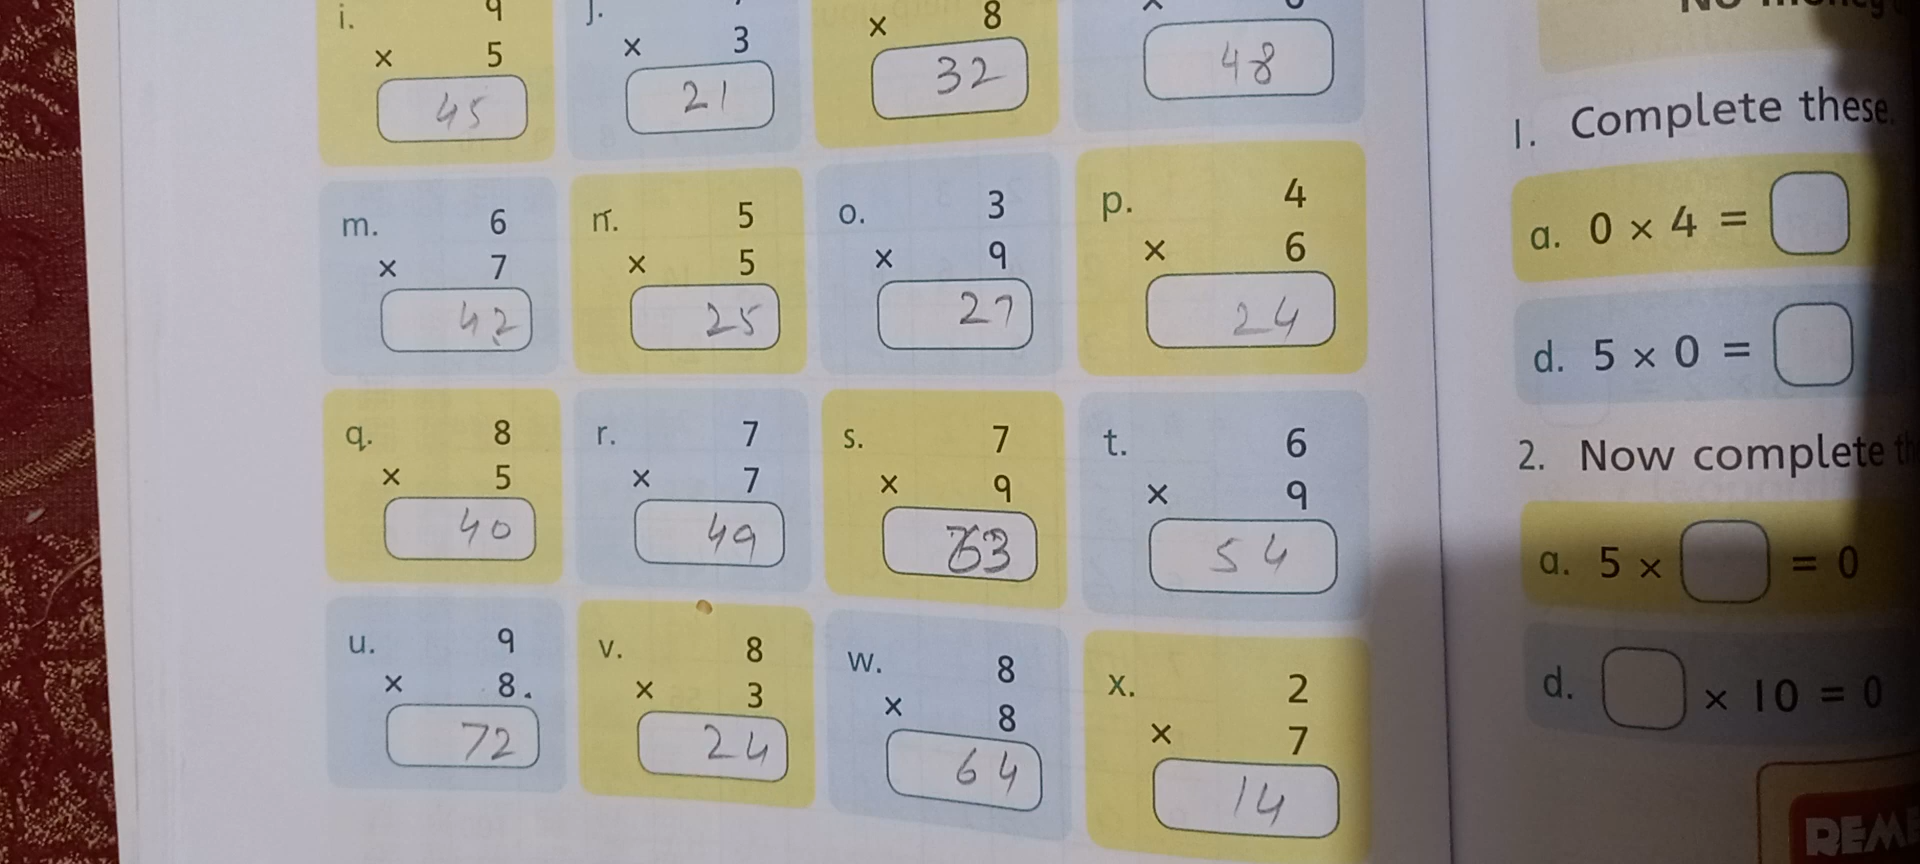 i. 9
× 5
45
j.
× 3
21
× 8
32
48
m. 6
× 7
42
n. 5
× 5
25
o. 3
× 9
27
p. 4
× 6
24
q. 8
× 5
40
r. 7
× 7
49
s. 7
× 9
63
t. 6
× 9
54
u. 9
× 8.
72
v. 8
× 3
24
w. 8
× 8
64
x. 2
× 7
14
1. Complete these.
a. 0 × 4 =
d. 5 × 0 =
2. Now complete
a. 5 × = 0
d. × 10 = 0